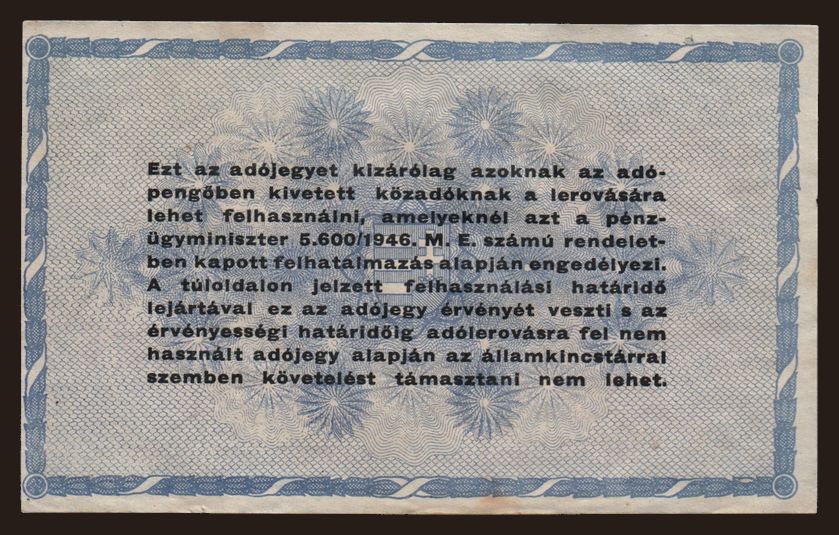 Ezt az adójegyet kizárólag azoknak az adó-
pengőben kivetett közadóknak a lerovására
lehet felhasználni, amelyeknél azt a pénz-
ügyminiszter 5.600/1946. M. E. számú rendelet-
ben kapott felhatalmazás alapján engedélyezi.
A túloldalon jelzett felhasználási határidő
lejártával ez az adójegy érvényét veszti s az
érvényességi határidőig adólerovásra fel nem
használt adójegy alapján az államkincstárral
szemben követelést támasztani nem lehet.